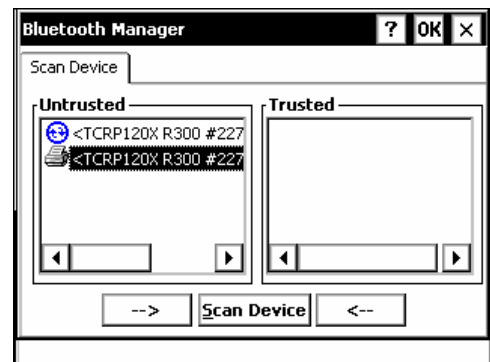 Bluetooth Manager ? OK ×
Scan Device
Untrusted Trusted
<TCRP120X R300 #227
<TCRP120X R300 #227
--> Scan Device <--